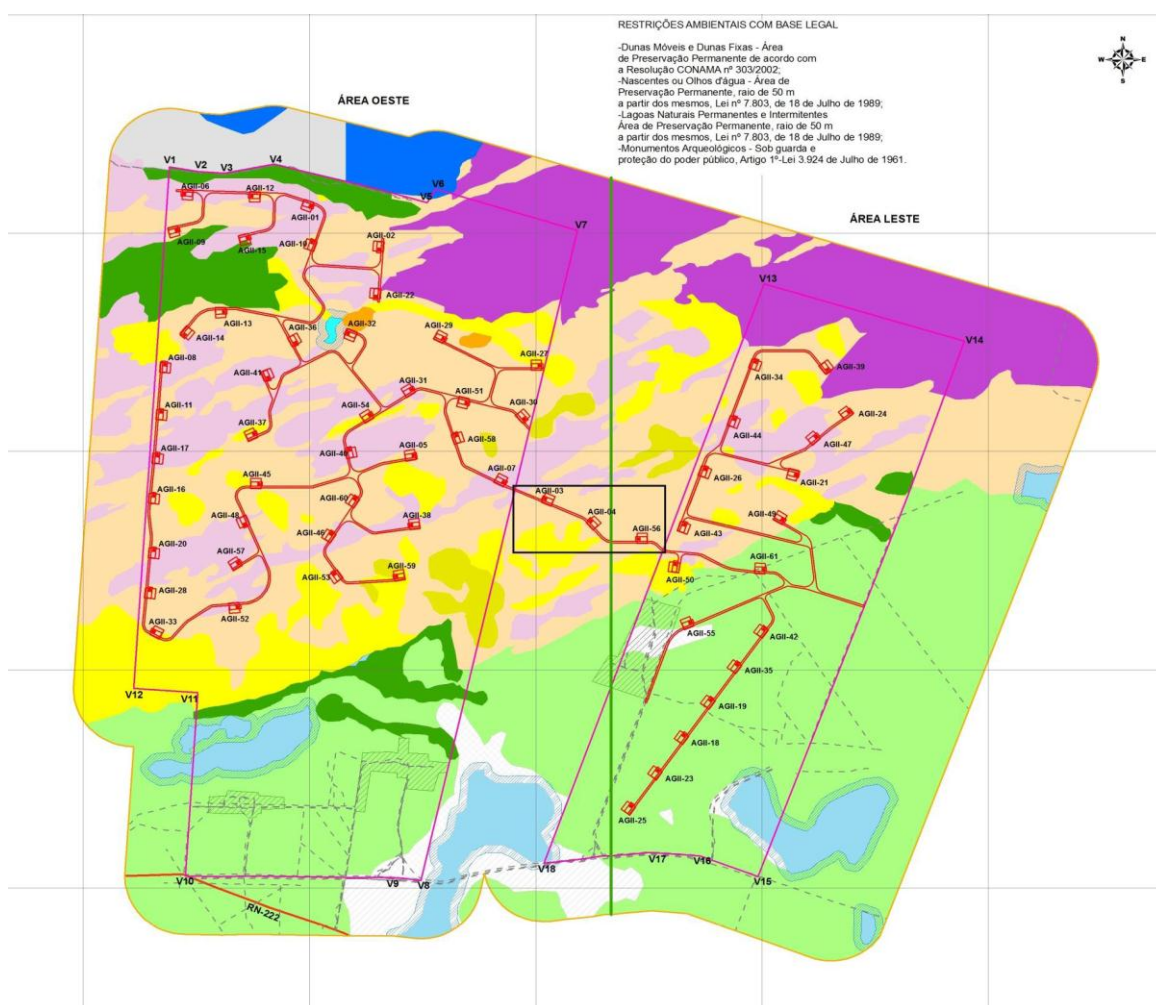 RESTRIÇÕES AMBIENTAIS COM BASE LEGAL
-Dunas Móveis e Dunas Fixas - Área
de Preservação Permanente de acordo com
a Resolução CONAMA nº 303/2002;
-Nascentes ou Olhos d'água - Área de
Preservação Permanente, raio de 50 m
a partir dos mesmos, Lei nº 7.803, de 18 de Julho de 1989;
-Lagoas Naturais Permanentes e Intermitentes
Área de Preservação Permanente, raio de 50 m
a partir dos mesmos, Lei nº 7.803, de 18 de Julho de 1989;
-Monumentos Arqueológicos - Sob guarda e
proteção do poder público, Artigo 1º-Lei 3.924 de Julho de 1961.
N
W E
S
ÁREA OESTE
ÁREA LESTE
V1
V2
V3
V4
V5
V6
V7
AGII-06
AGII-12
AGII-01
AGII-09
AGII-15
AGII-10
AGII-02
AGII-22
V13
V14
AGII-13
AGII-14
AGII-36
AGII-32
AGII-29
AGII-27
AGII-08
AGII-41
AGII-31
AGII-51
AGII-30
AGII-34
AGII-39
AGII-11
AGII-37
AGII-54
AGII-58
AGII-44
AGII-24
AGII-47
AGII-17
AGII-40
AGII-05
AGII-07
AGII-26
AGII-21
AGII-16
AGII-45
AGII-60
AGII-03
AGII-48
AGII-46
AGII-38
AGII-04
AGII-56
AGII-43
AGII-49
AGII-20
AGII-57
AGII-53
AGII-59
AGII-50
AGII-61
AGII-28
AGII-52
AGII-33
AGII-55
AGII-42
AGII-35
AGII-19
AGII-18
AGII-23
AGII-25
V12
V11
V10
V9
V8
V18
V17
V16
V15
RN-222